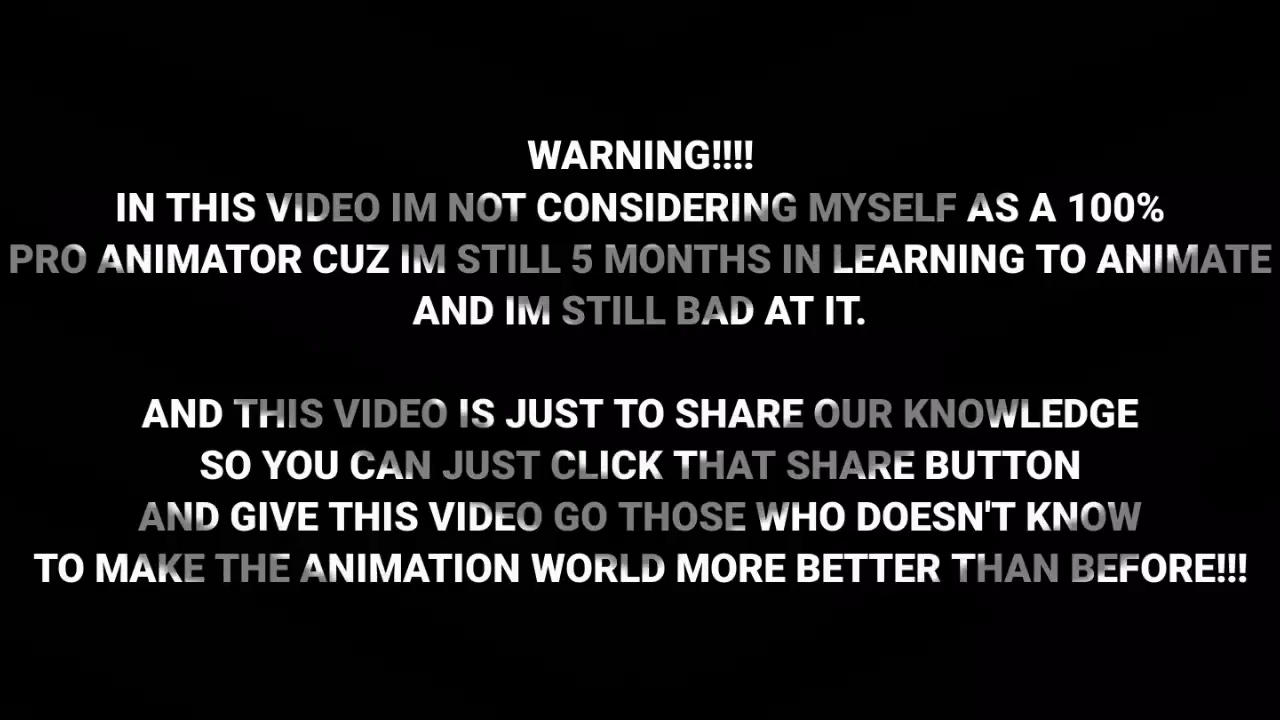 WARNING!!!!
IN THIS VIDEO IM NOT CONSIDERING MYSELF AS A 100%
PRO ANIMATOR CUZ IM STILL 5 MONTHS IN LEARNING TO ANIMATE
AND IM STILL BAD AT IT.
AND THIS VIDEO IS JUST TO SHARE OUR KNOWLEDGE
SO YOU CAN JUST CLICK THAT SHARE BUTTON
AND GIVE THIS VIDEO GO THOSE WHO DOESN'T KNOW
TO MAKE THE ANIMATION WORLD MORE BETTER THAN BEFORE!!!